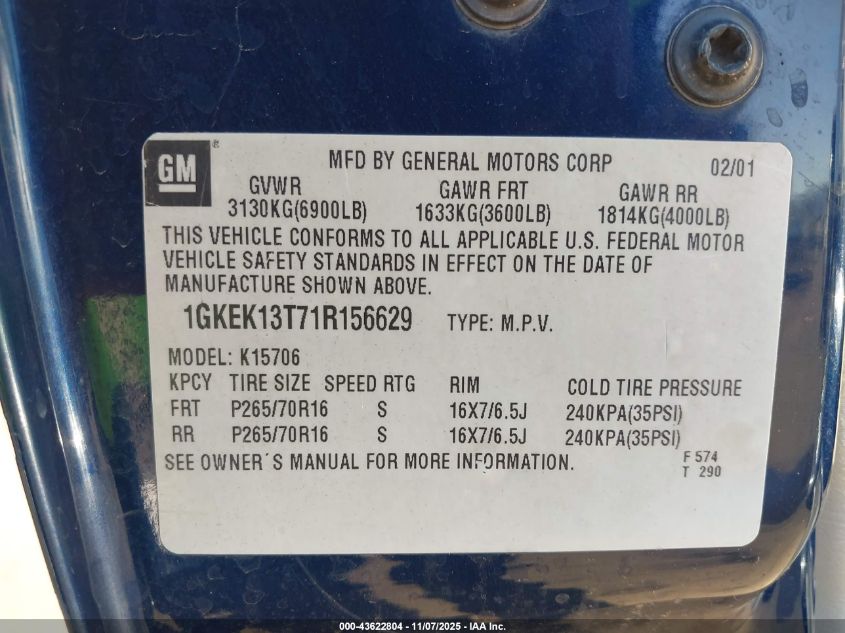 GM ® MFD BY GENERAL MOTORS CORP 02/01
GVWR GAWR FRT GAWR RR
3130KG(6900LB) 1633KG(3600LB) 1814KG(4000LB)
THIS VEHICLE CONFORMS TO ALL APPLICABLE U.S. FEDERAL MOTOR
VEHICLE SAFETY STANDARDS IN EFFECT ON THE DATE OF
MANUFACTURE SHOWN ABOVE.
1GKEK13T71R156629 TYPE: M.P.V.
MODEL: K15706
KPCY TIRE SIZE SPEED RTG RIM COLD TIRE PRESSURE
FRT P265/70R16 S 16X7/6.5J 240KPA(35PSI)
RR P265/70R16 S 16X7/6.5J 240KPA(35PSI)
SEE OWNER'S MANUAL FOR MORE INFORMATION. F 574
T 290
000-43622804 - 11/07/2025 - IAA Inc.